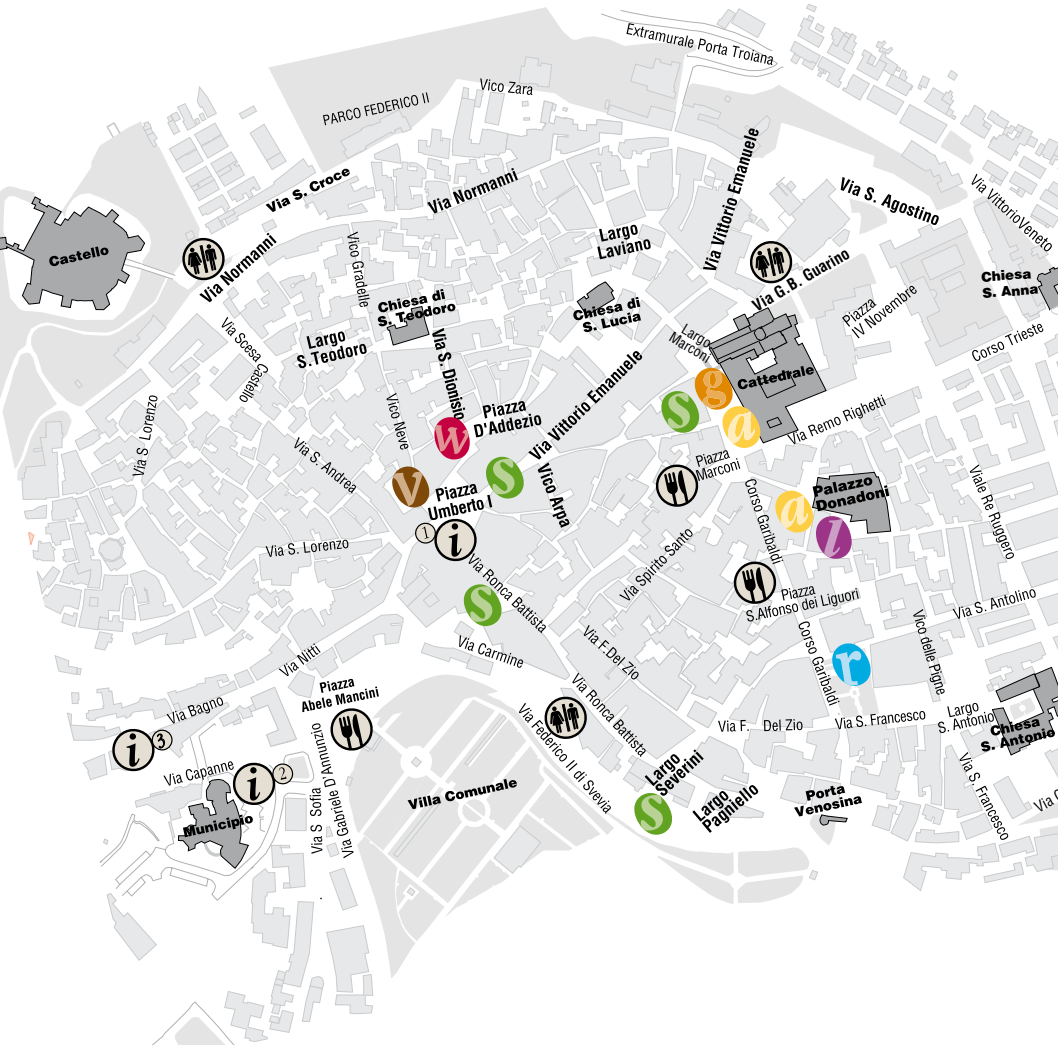 Extramurale Porta Troiana
Vico Zara
PARCO FEDERICO II
Via Vittorio Emanuele
Via S. Croce
Via Normanni
Via S. Agostino
Via VittorioVeneto
Castello
Via Normanni
Vico Gradelle
Largo
Laviano
Via G.B. Guarino
Chiesa
S. Anna
Chiesa di
S. Teodoro
Chiesa di
S. Lucia
Piazza
IV Novembre
Via Scesa
Castello
Largo
S.Teodoro
Via S. Dionisio
Largo
Marconi
Corso Trieste
Cattedrale
g
s
a
Via Vittorio Emanuele
Vico Neve
Piazza
D'Addezio
w
Via Remo Righetti
Via S. Lorenzo
Via S. Andrea
v
s
Piazza
Umberto I
Vico Arpa
Piazza
Marconi
Palazzo
Donadoni
a
l
Corso Garibaldi
Viale Re Ruggero
1
i
Via S. Lorenzo
Via Ronca Battista
Via Spirito Santo
s
Piazza
S.Alfonso dei Liguori
Via S. Antolino
Via Carmine
Via F.Del Zio
Corso Garibaldi
r
Vico delle Pigne
Via Nitti
Piazza
Abele Mancini
Via Ronca Battista
Via Bagno
i
3
Via Federico II di Svevia
Via F. Del Zio
Via S. Francesco
Largo
S. Antonio
Chiesa
S. Antonio
Via Capanne
i
2
Via S Sofia
Via Gabriele D'Annunzio
Municipio
Villa Comunale
Largo
Severini
s
Largo
Pagniello
Porta
Venosina
Via S. Francesco